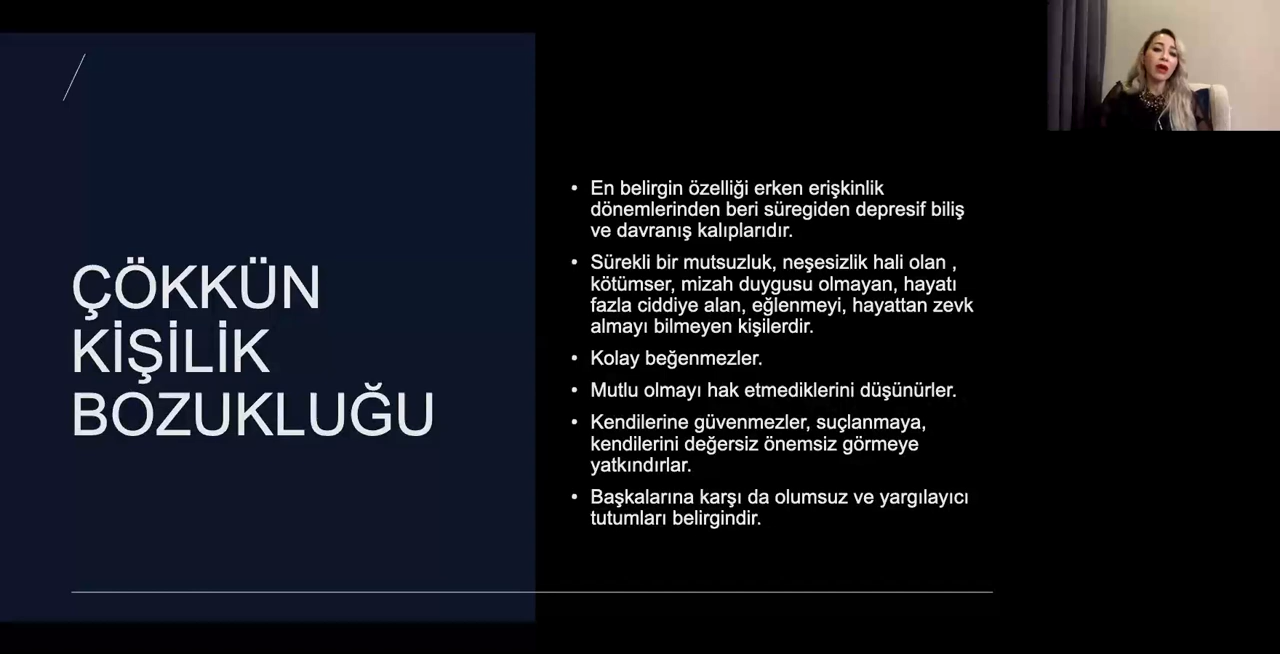 ÇÖKKÜN
KİŞİLİK
BOZUKLUĞU
• En belirgin özelliği erken erişkinlik
dönemlerinden beri süregiden depresif biliş
ve davranış kalıplarıdır.
• Sürekli bir mutsuzluk, neşesizlik hali olan ,
kötümser, mizah duygusu olmayan, hayatı
fazla ciddiye alan, eğlenmeyi, hayattan zevk
almayı bilmeyen kişilerdir.
• Kolay beğenmezler.
• Mutlu olmayı hak etmediklerini düşünürler.
• Kendilerine güvenmezler, suçlanmaya,
kendilerini değersiz önemsiz görmeye
yatkındırlar.
• Başkalarına karşı da olumsuz ve yargılayıcı
tutumları belirgindir.